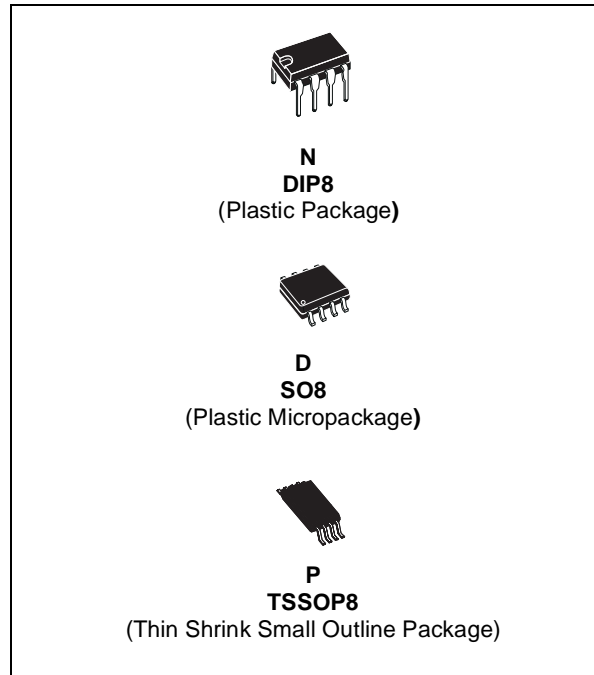 N
DIP8
(Plastic Package)
D
SO8
(Plastic Micropackage)
P
TSSOP8
(Thin Shrink Small Outline Package)